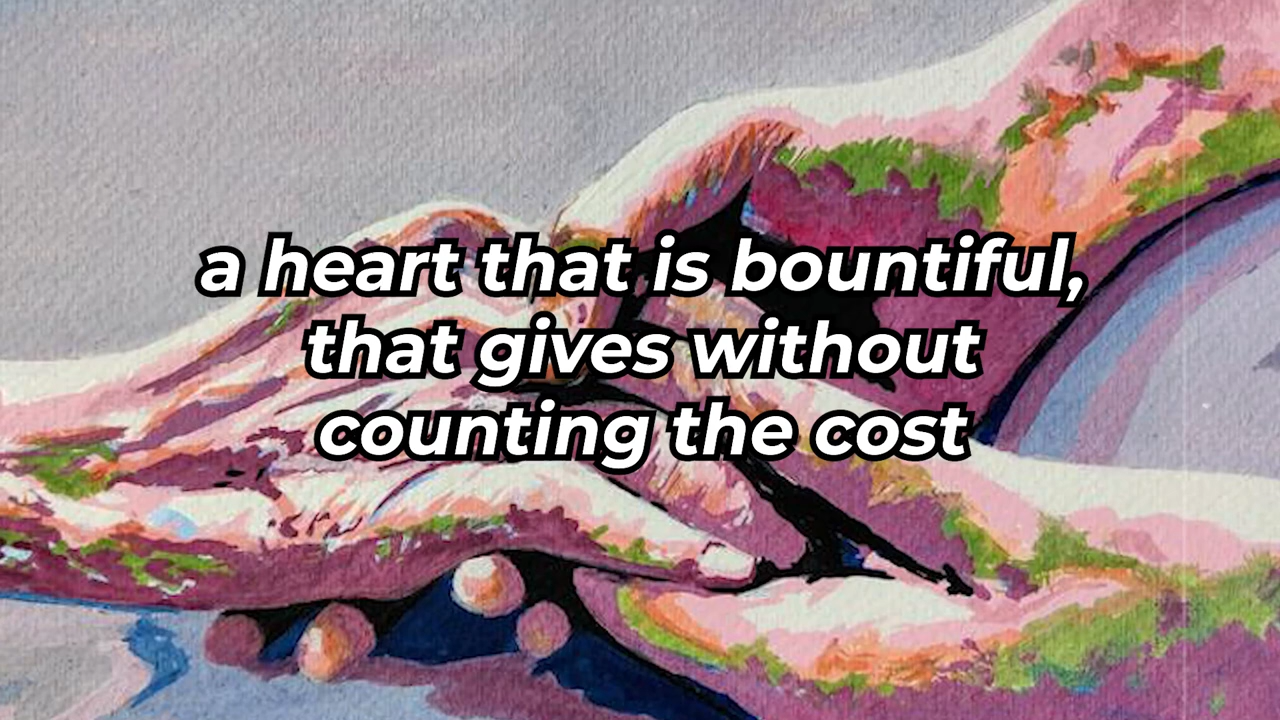 a heart that is bountiful,
that gives without
counting the cost